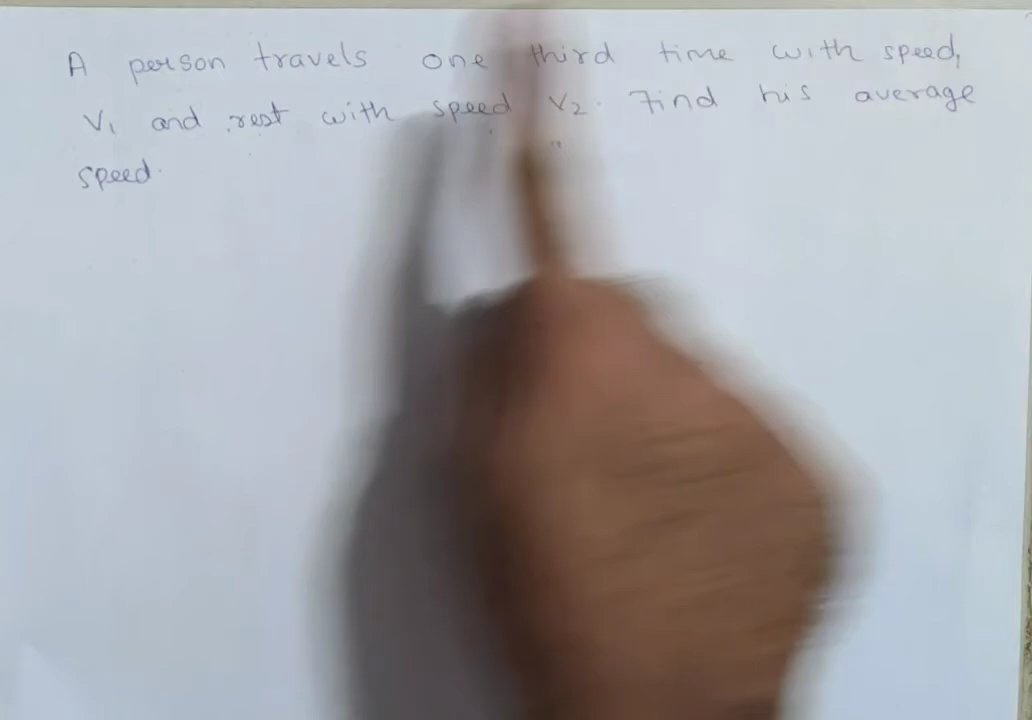 A person travels one third time with speed,
V₁ and rest with speed V₂. Find his average
speed.